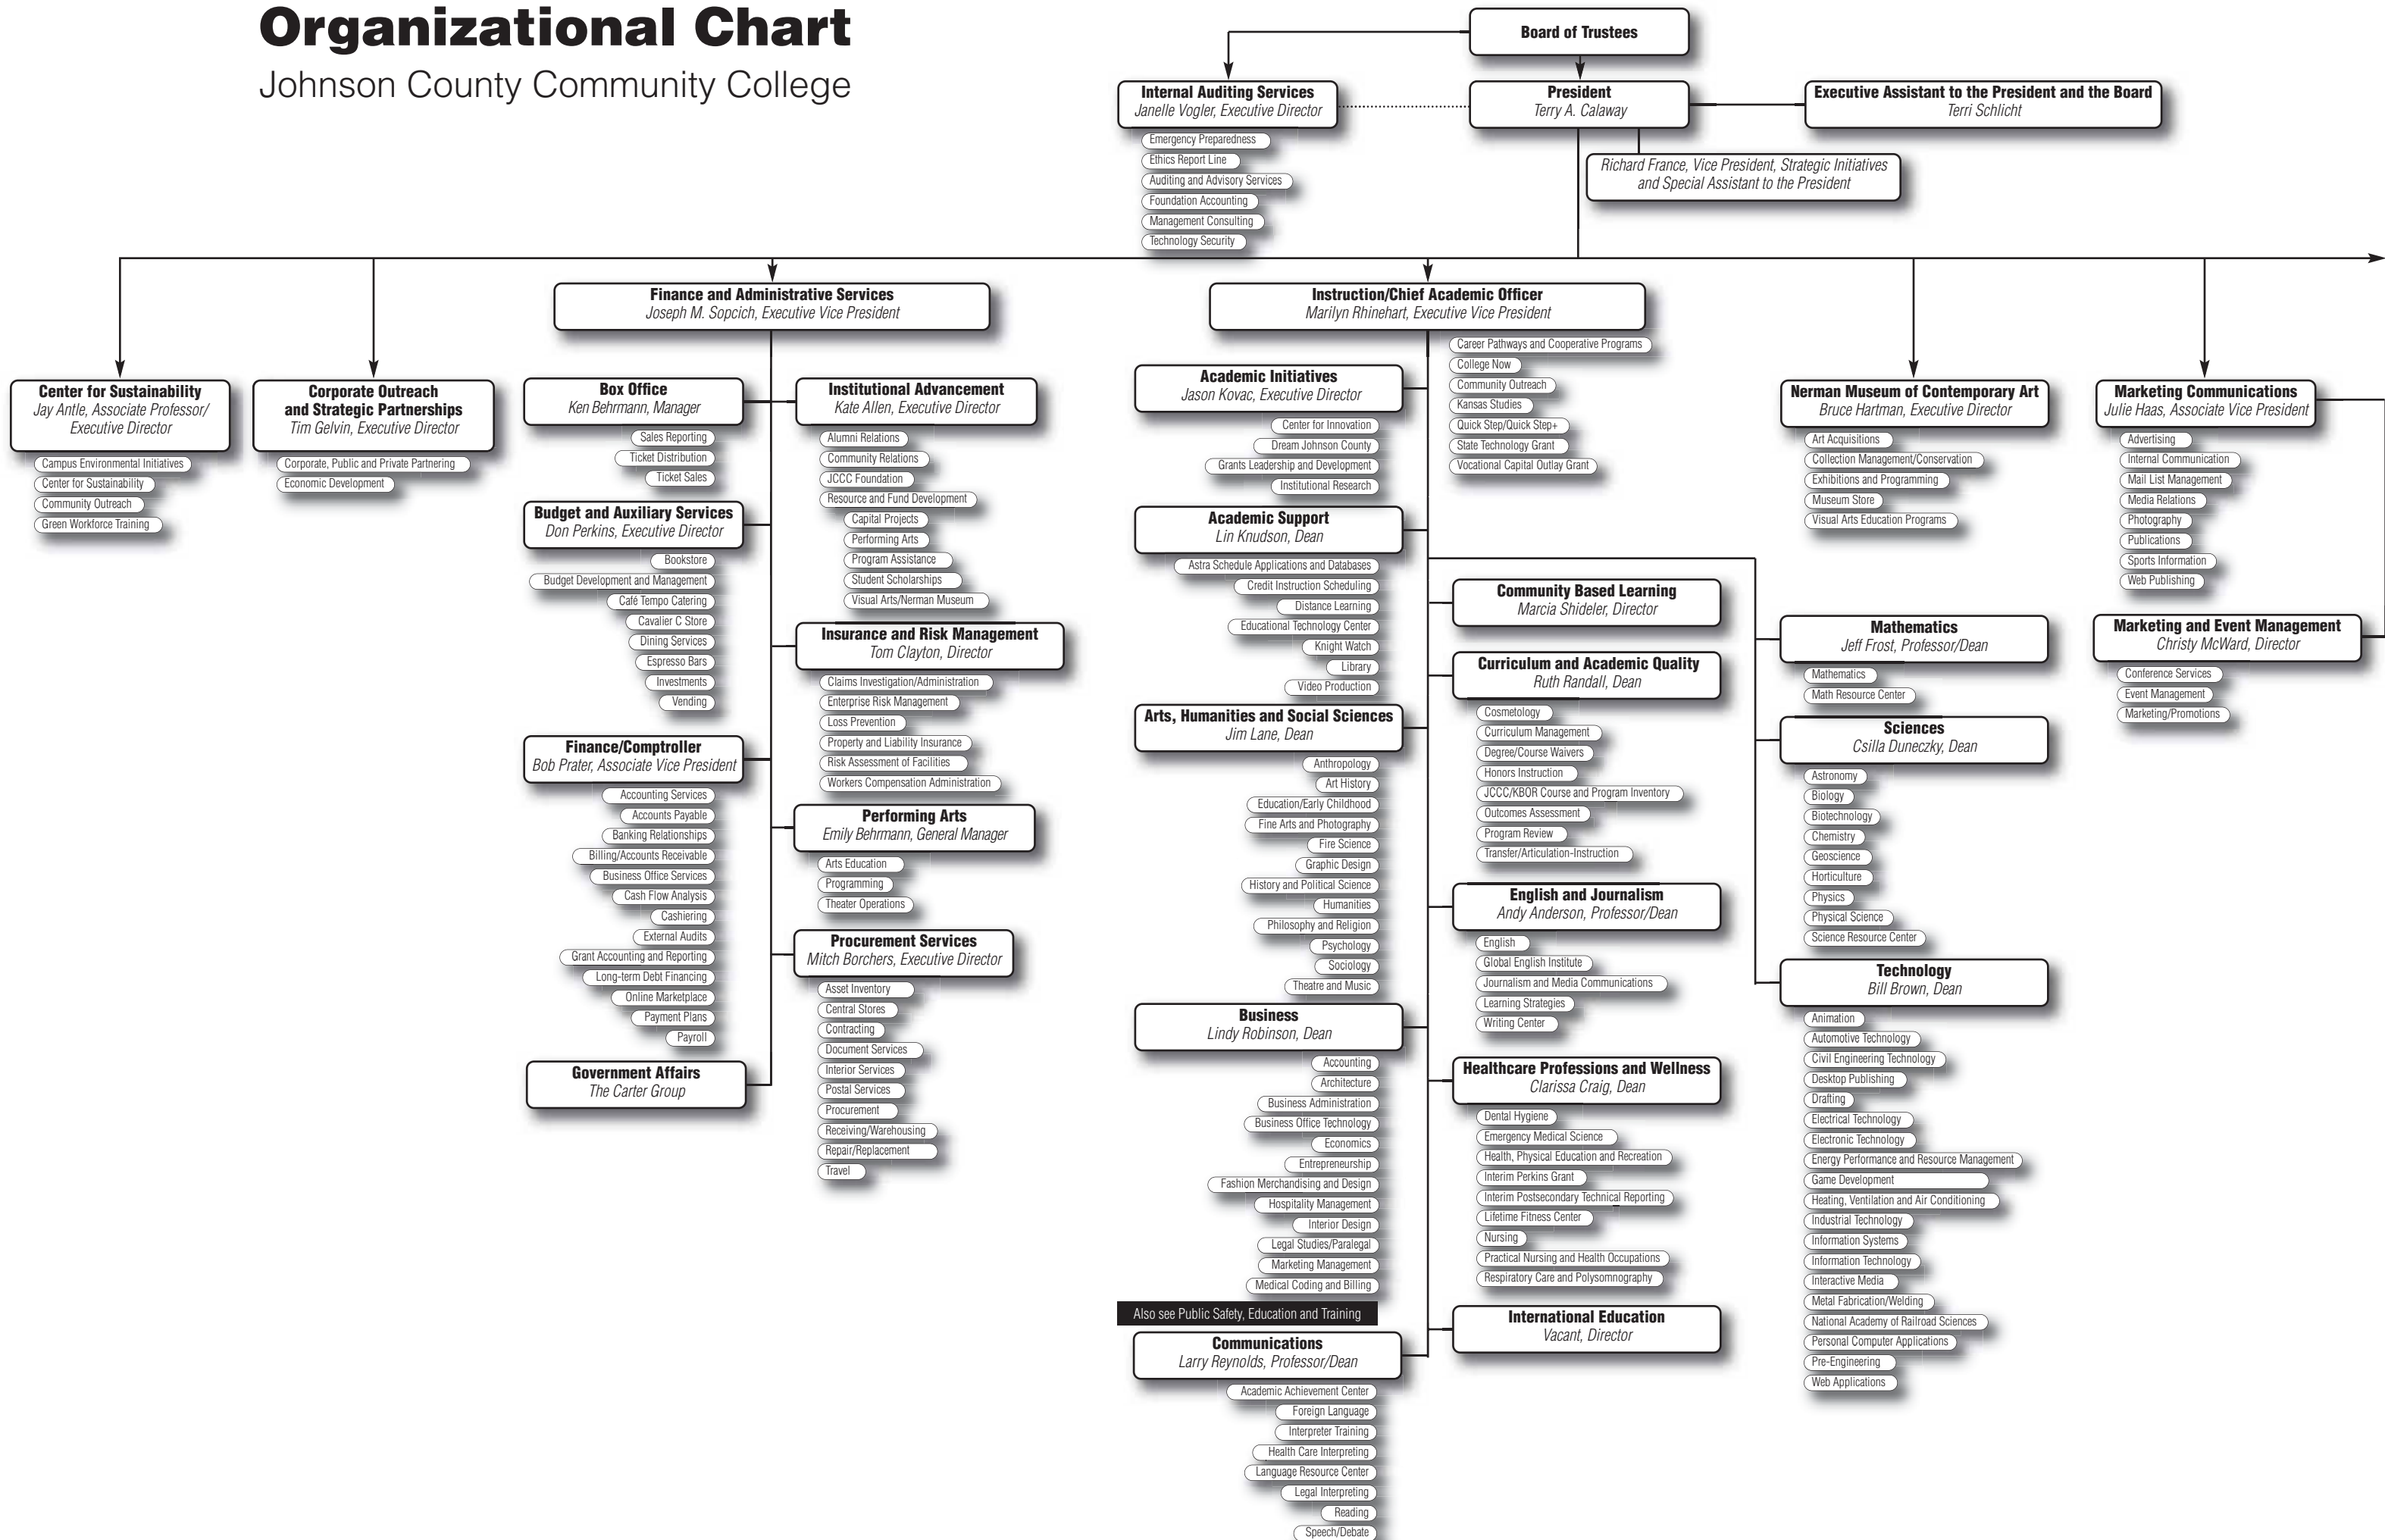 Organizational Chart
Johnson County Community College
Board of Trustees
Internal Auditing Services
Janelle Vogler, Executive Director
Emergency Preparedness
Ethics Report Line
Auditing and Advisory Services
Foundation Accounting
Management Consulting
Technology Security
President
Terry A. Calaway
Executive Assistant to the President and the Board
Terri Schlicht
Richard France, Vice President, Strategic Initiatives
and Special Assistant to the President
Center for Sustainability
Jay Antle, Associate Professor/
Executive Director
Campus Environmental Initiatives
Center for Sustainability
Community Outreach
Green Workforce Training
Corporate Outreach
and Strategic Partnerships
Tim Gelvin, Executive Director
Corporate, Public and Private Partnering
Economic Development
Finance and Administrative Services
Joseph M. Sopcich, Executive Vice President
Box Office
Ken Behrmann, Manager
Sales Reporting
Ticket Distribution
Ticket Sales
Budget and Auxiliary Services
Don Perkins, Executive Director
Bookstore
Budget Development and Management
Café Tempo Catering
Cavalier C Store
Dining Services
Espresso Bars
Investments
Vending
Finance/Comptroller
Bob Prater, Associate Vice President
Accounting Services
Accounts Payable
Banking Relationships
Billing/Accounts Receivable
Business Office Services
Cash Flow Analysis
Cashiering
External Audits
Grant Accounting and Reporting
Long-term Debt Financing
Online Marketplace
Payment Plans
Payroll
Government Affairs
The Carter Group
Institutional Advancement
Kate Allen, Executive Director
Alumni Relations
Community Relations
JCCC Foundation
Resource and Fund Development
Capital Projects
Performing Arts
Program Assistance
Student Scholarships
Visual Arts/Nerman Museum
Insurance and Risk Management
Tom Clayton, Director
Claims Investigation/Administration
Enterprise Risk Management
Loss Prevention
Property and Liability Insurance
Risk Assessment of Facilities
Workers Compensation Administration
Performing Arts
Emily Behrmann, General Manager
Arts Education
Programming
Theater Operations
Procurement Services
Mitch Borchers, Executive Director
Asset Inventory
Central Stores
Contracting
Document Services
Interior Services
Postal Services
Procurement
Receiving/Warehousing
Repair/Replacement
Travel
Instruction/Chief Academic Officer
Marilyn Rhinehart, Executive Vice President
Career Pathways and Cooperative Programs
College Now
Community Outreach
Kansas Studies
Quick Step/Quick Step+
State Technology Grant
Vocational Capital Outlay Grant
Academic Initiatives
Jason Kovac, Executive Director
Center for Innovation
Dream Johnson County
Grants Leadership and Development
Institutional Research
Academic Support
Lin Knudson, Dean
Astra Schedule Applications and Databases
Credit Instruction Scheduling
Distance Learning
Educational Technology Center
Knight Watch
Library
Video Production
Arts, Humanities and Social Sciences
Jim Lane, Dean
Anthropology
Art History
Education/Early Childhood
Fine Arts and Photography
Fire Science
Graphic Design
History and Political Science
Humanities
Philosophy and Religion
Psychology
Sociology
Theatre and Music
Business
Lindy Robinson, Dean
Accounting
Architecture
Business Administration
Business Office Technology
Economics
Entrepreneurship
Fashion Merchandising and Design
Hospitality Management
Interior Design
Legal Studies/Paralegal
Marketing Management
Medical Coding and Billing
Also see Public Safety, Education and Training
Communications
Larry Reynolds, Professor/Dean
Academic Achievement Center
Foreign Language
Interpreter Training
Health Care Interpreting
Language Resource Center
Legal Interpreting
Reading
Speech/Debate
Community Based Learning
Marcia Shideler, Director
Curriculum and Academic Quality
Ruth Randall, Dean
Cosmetology
Curriculum Management
Degree/Course Waivers
Honors Instruction
JCCC/KBOR Course and Program Inventory
Outcomes Assessment
Program Review
Transfer/Articulation-Instruction
English and Journalism
Andy Anderson, Professor/Dean
English
Global English Institute
Journalism and Media Communications
Learning Strategies
Writing Center
Healthcare Professions and Wellness
Clarissa Craig, Dean
Dental Hygiene
Emergency Medical Science
Health, Physical Education and Recreation
Interim Perkins Grant
Interim Postsecondary Technical Reporting
Lifetime Fitness Center
Nursing
Practical Nursing and Health Occupations
Respiratory Care and Polysomnography
International Education
Vacant, Director
Nerman Museum of Contemporary Art
Bruce Hartman, Executive Director
Art Acquisitions
Collection Management/Conservation
Exhibitions and Programming
Museum Store
Visual Arts Education Programs
Mathematics
Jeff Frost, Professor/Dean
Mathematics
Math Resource Center
Sciences
Csilla Duneczky, Dean
Astronomy
Biology
Biotechnology
Chemistry
Geoscience
Horticulture
Physics
Physical Science
Science Resource Center
Technology
Bill Brown, Dean
Animation
Automotive Technology
Civil Engineering Technology
Desktop Publishing
Drafting
Electrical Technology
Electronic Technology
Energy Performance and Resource Management
Game Development
Heating, Ventilation and Air Conditioning
Industrial Technology
Information Systems
Information Technology
Interactive Media
Metal Fabrication/Welding
National Academy of Railroad Sciences
Personal Computer Applications
Pre-Engineering
Web Applications
Marketing Communications
Julie Haas, Associate Vice President
Advertising
Internal Communication
Mail List Management
Media Relations
Photography
Publications
Sports Information
Web Publishing
Marketing and Event Management
Christy McWard, Director
Conference Services
Event Management
Marketing/Promotions